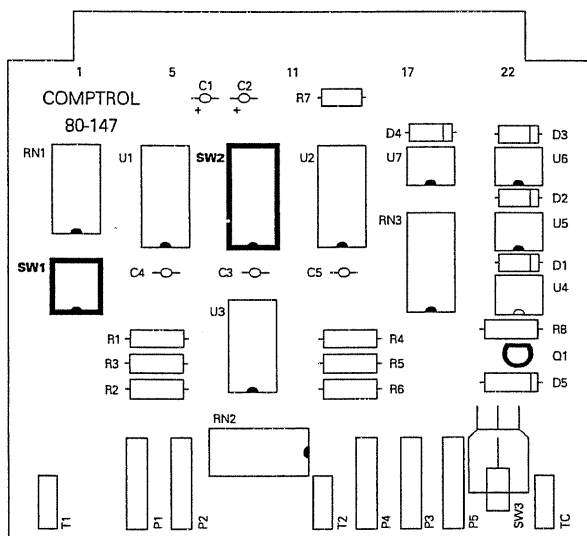 1 5 11 17 22
C1 C2
R7
COMPTROL
80-147
+ +
D4 D3
RN1 U1 SW2 U2 U7 U6
D2
RN3 U5
SW1 C4 C3 C5 D1
U4
U3
R1 R4 R8
R3 R5 Q1
R2 R6 D5
RN2
T1 P1 P2 T2 P4 P3 P5 SW3 TC